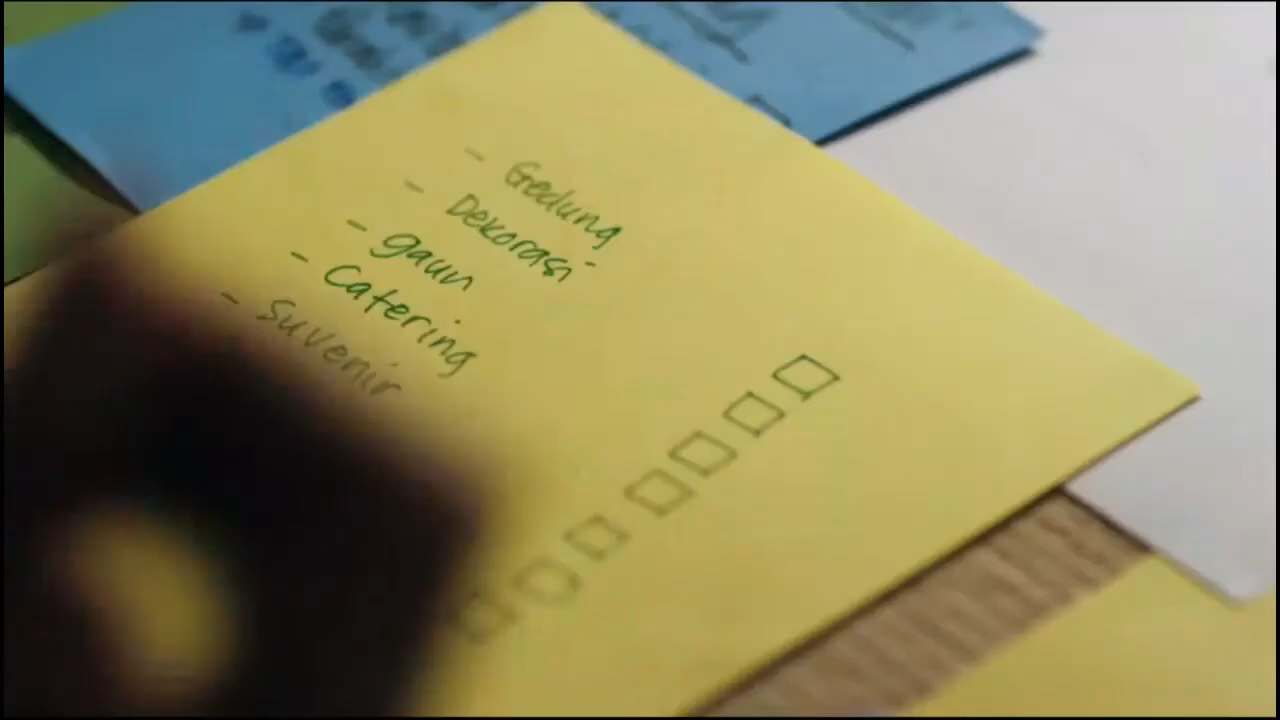 - Gedung
- Dekorasi
- gaun
- Catering
- Suvenir